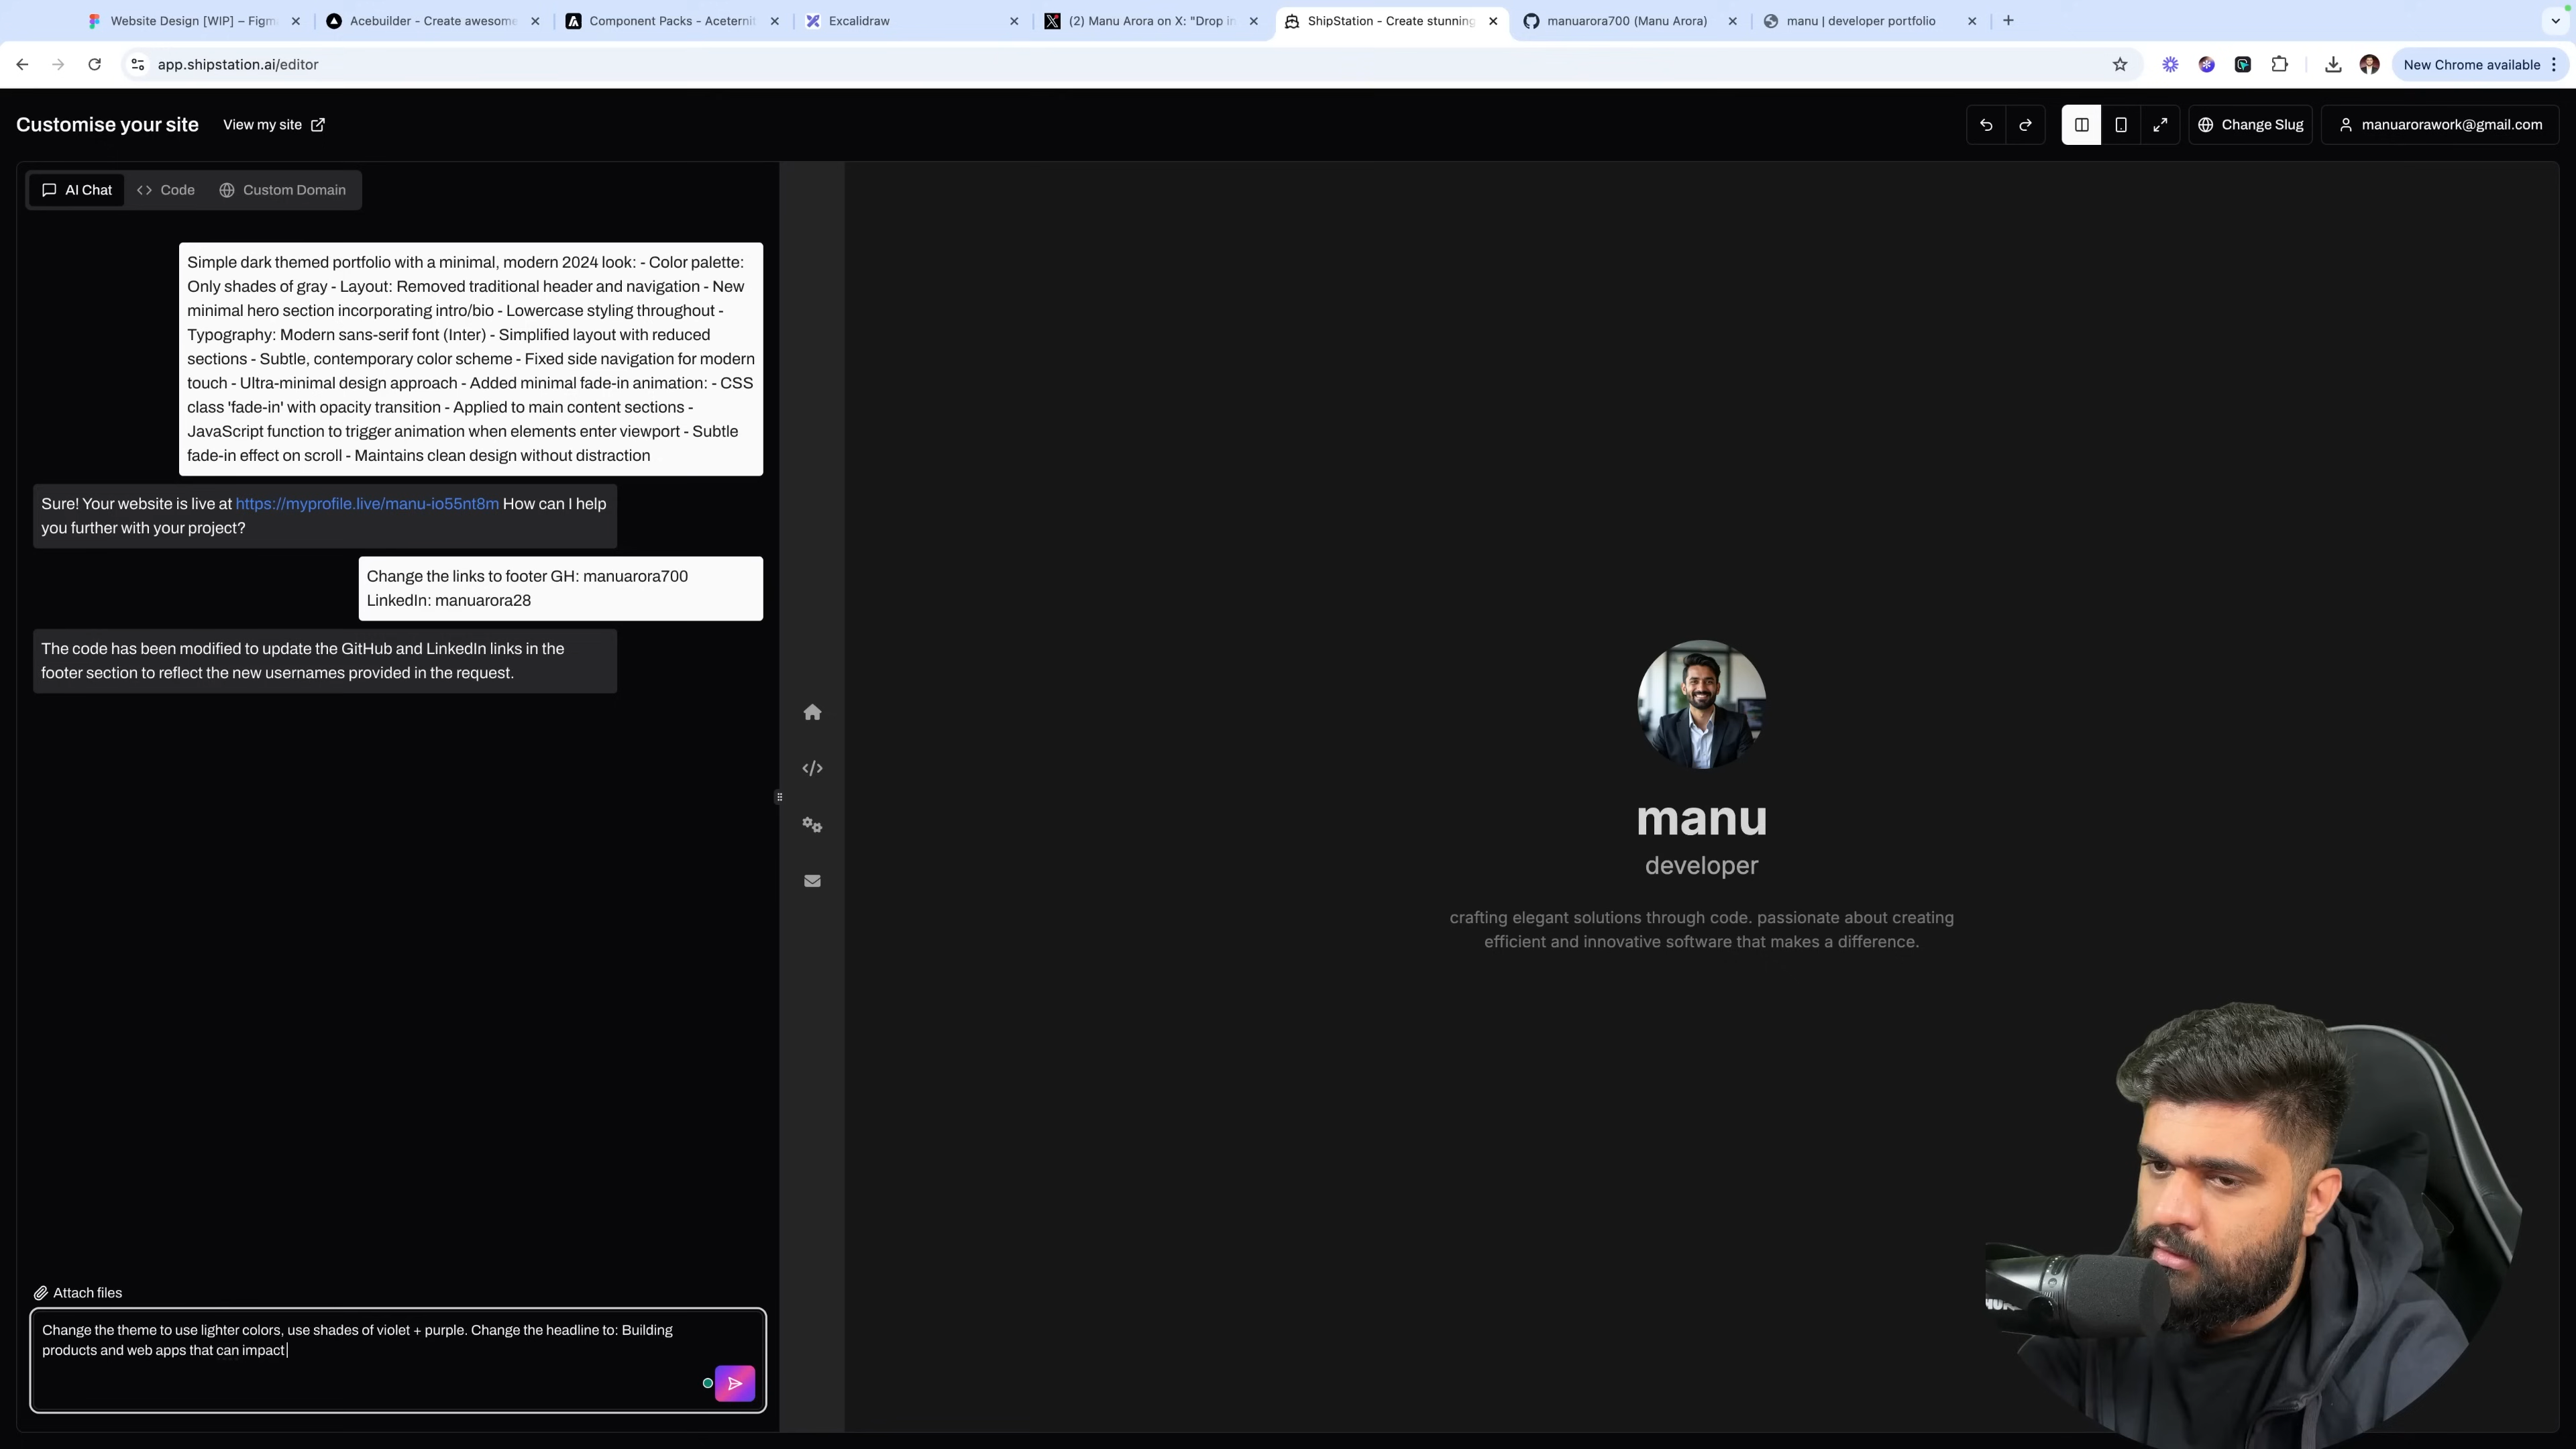 Website Design [WIP] – Figm
Acebuilder - Create awesome
Component Packs - Aceternit
Excalidraw
(2) Manu Arora on X: "Drop in
ShipStation - Create stunning
manuarora700 (Manu Arora)
manu | developer portfolio
app.shipstation.ai/editor
New Chrome available
Customise your site
View my site
Change Slug
manuarorawork@gmail.com
AI Chat
Code
Custom Domain
Simple dark themed portfolio with a minimal, modern 2024 look: - Color palette:
Only shades of gray - Layout: Removed traditional header and navigation - New
minimal hero section incorporating intro/bio - Lowercase styling throughout -
Typography: Modern sans-serif font (Inter) - Simplified layout with reduced
sections - Subtle, contemporary color scheme - Fixed side navigation for modern
touch - Ultra-minimal design approach - Added minimal fade-in animation: - CSS
class 'fade-in' with opacity transition - Applied to main content sections -
JavaScript function to trigger animation when elements enter viewport - Subtle
fade-in effect on scroll - Maintains clean design without distraction
Sure! Your website is live at https://myprofile.live/manu-io55nt8m How can I help
you further with your project?
Change the links to footer GH: manuarora700
LinkedIn: manuarora28
The code has been modified to update the GitHub and LinkedIn links in the
footer section to reflect the new usernames provided in the request.
manu
developer
crafting elegant solutions through code. passionate about creating
efficient and innovative software that makes a difference.
Attach files
Change the theme to use lighter colors, use shades of violet + purple. Change the headline to: Building
products and web apps that can impact